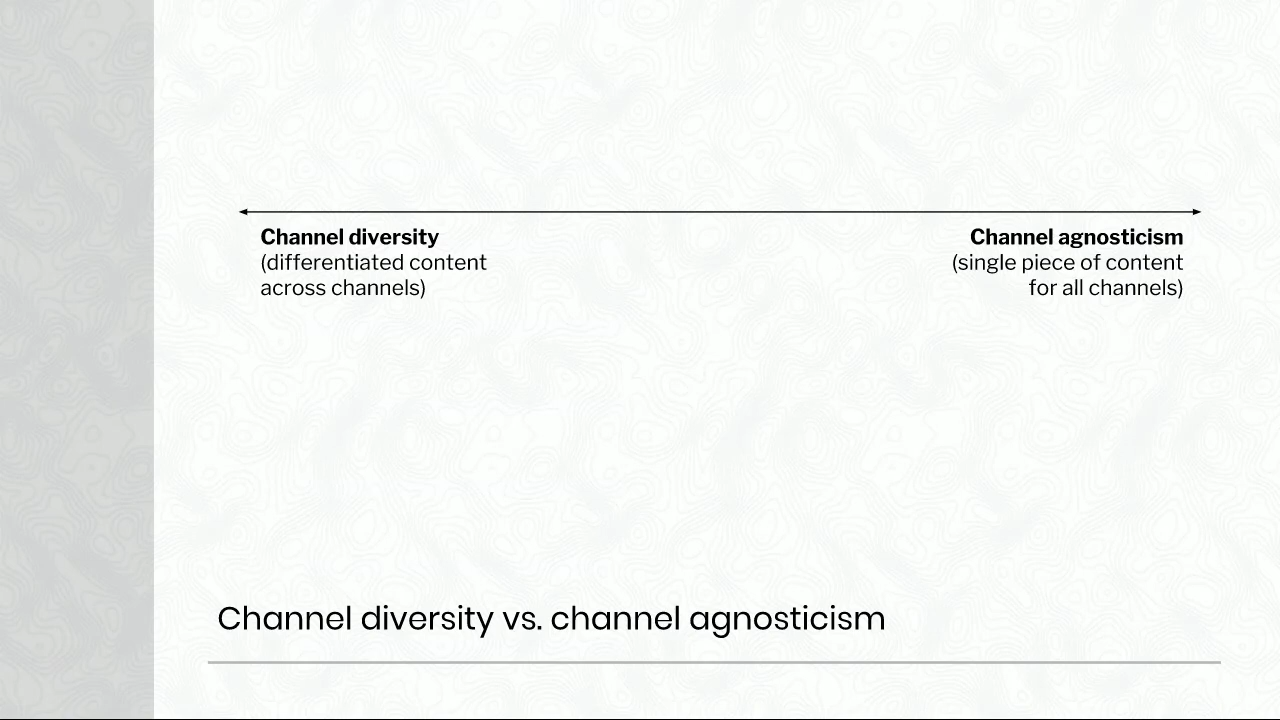 Channel diversity
(differentiated content
across channels)
Channel agnosticism
(single piece of content
for all channels)
Channel diversity vs. channel agnosticism